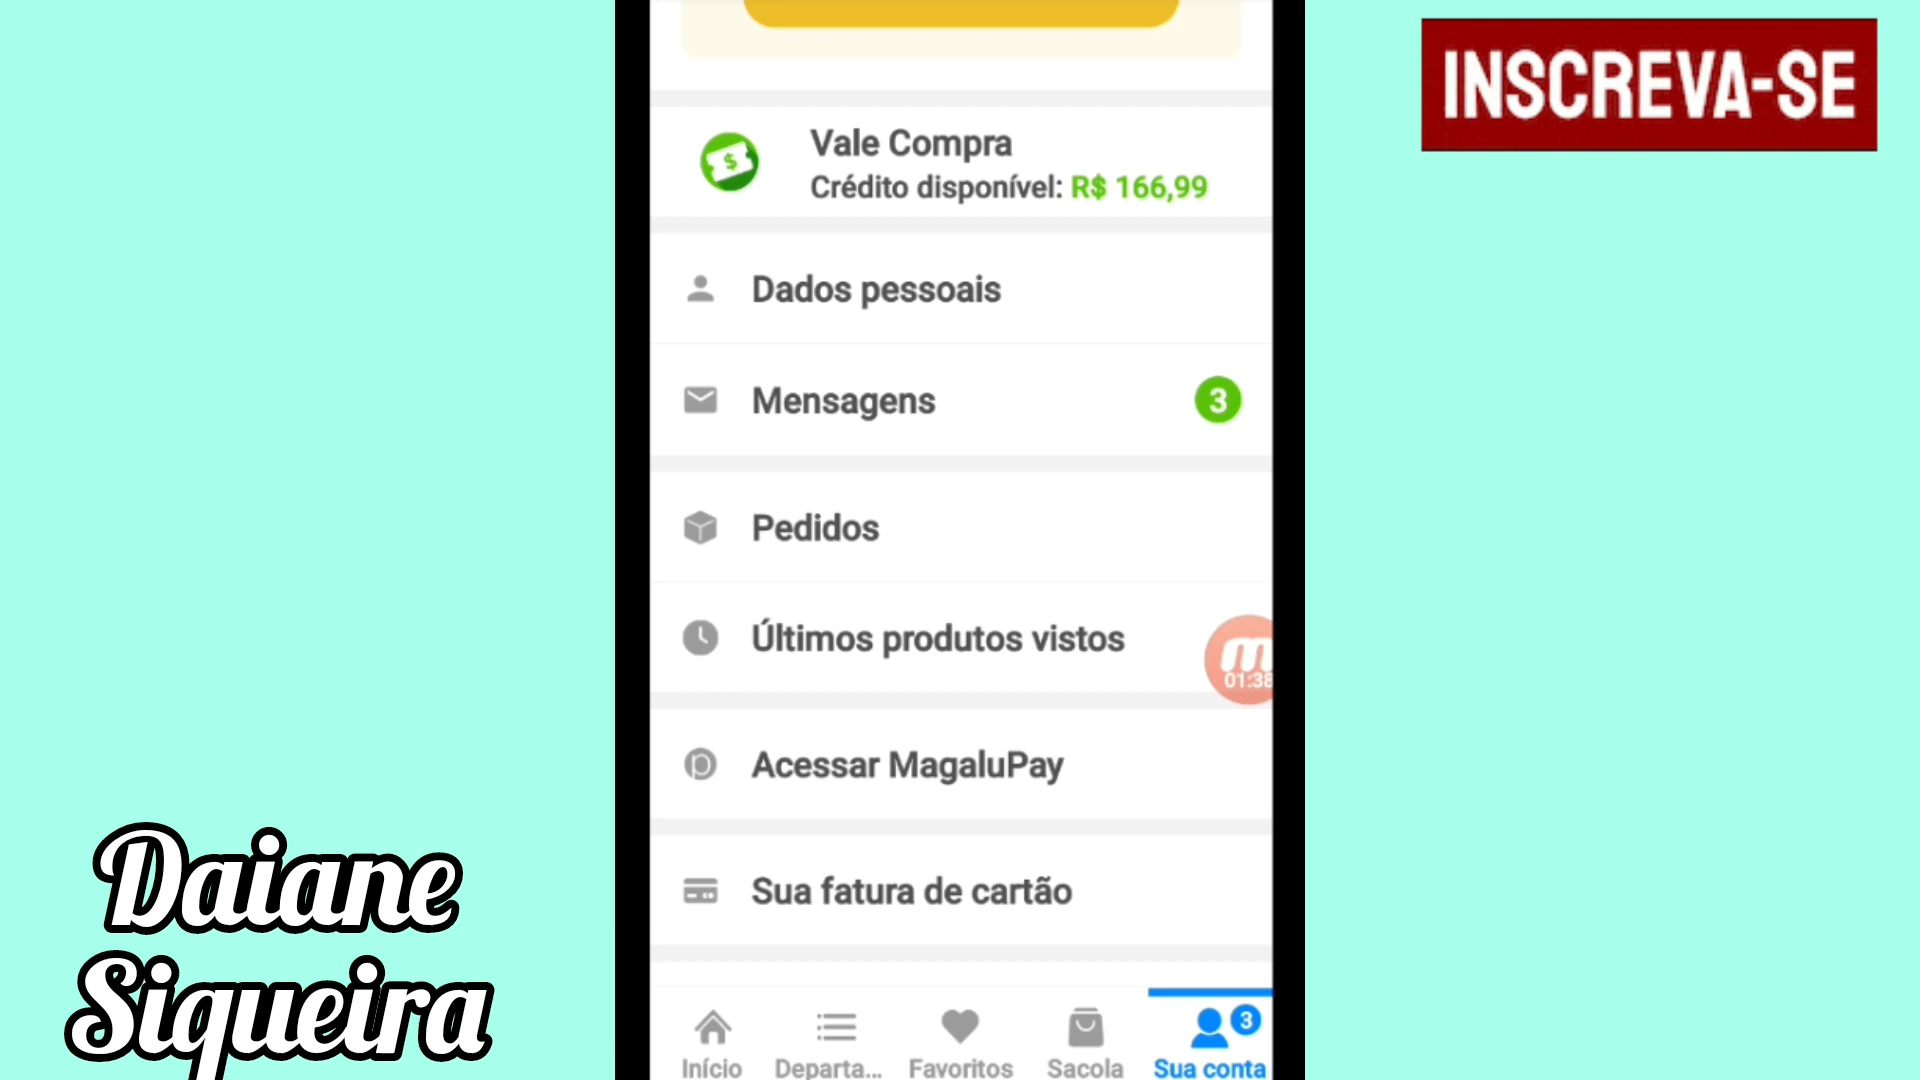 INSCREVA-SE
Vale Compra
Crédito disponível: R$ 166,99
Dados pessoais
Mensagens 3
Pedidos
Últimos produtos vistos
m
01:38
Acessar MagaluPay
Sua fatura de cartão
3
Início Departa... Favoritos Sacola Sua conta
Daiane
Siqueira